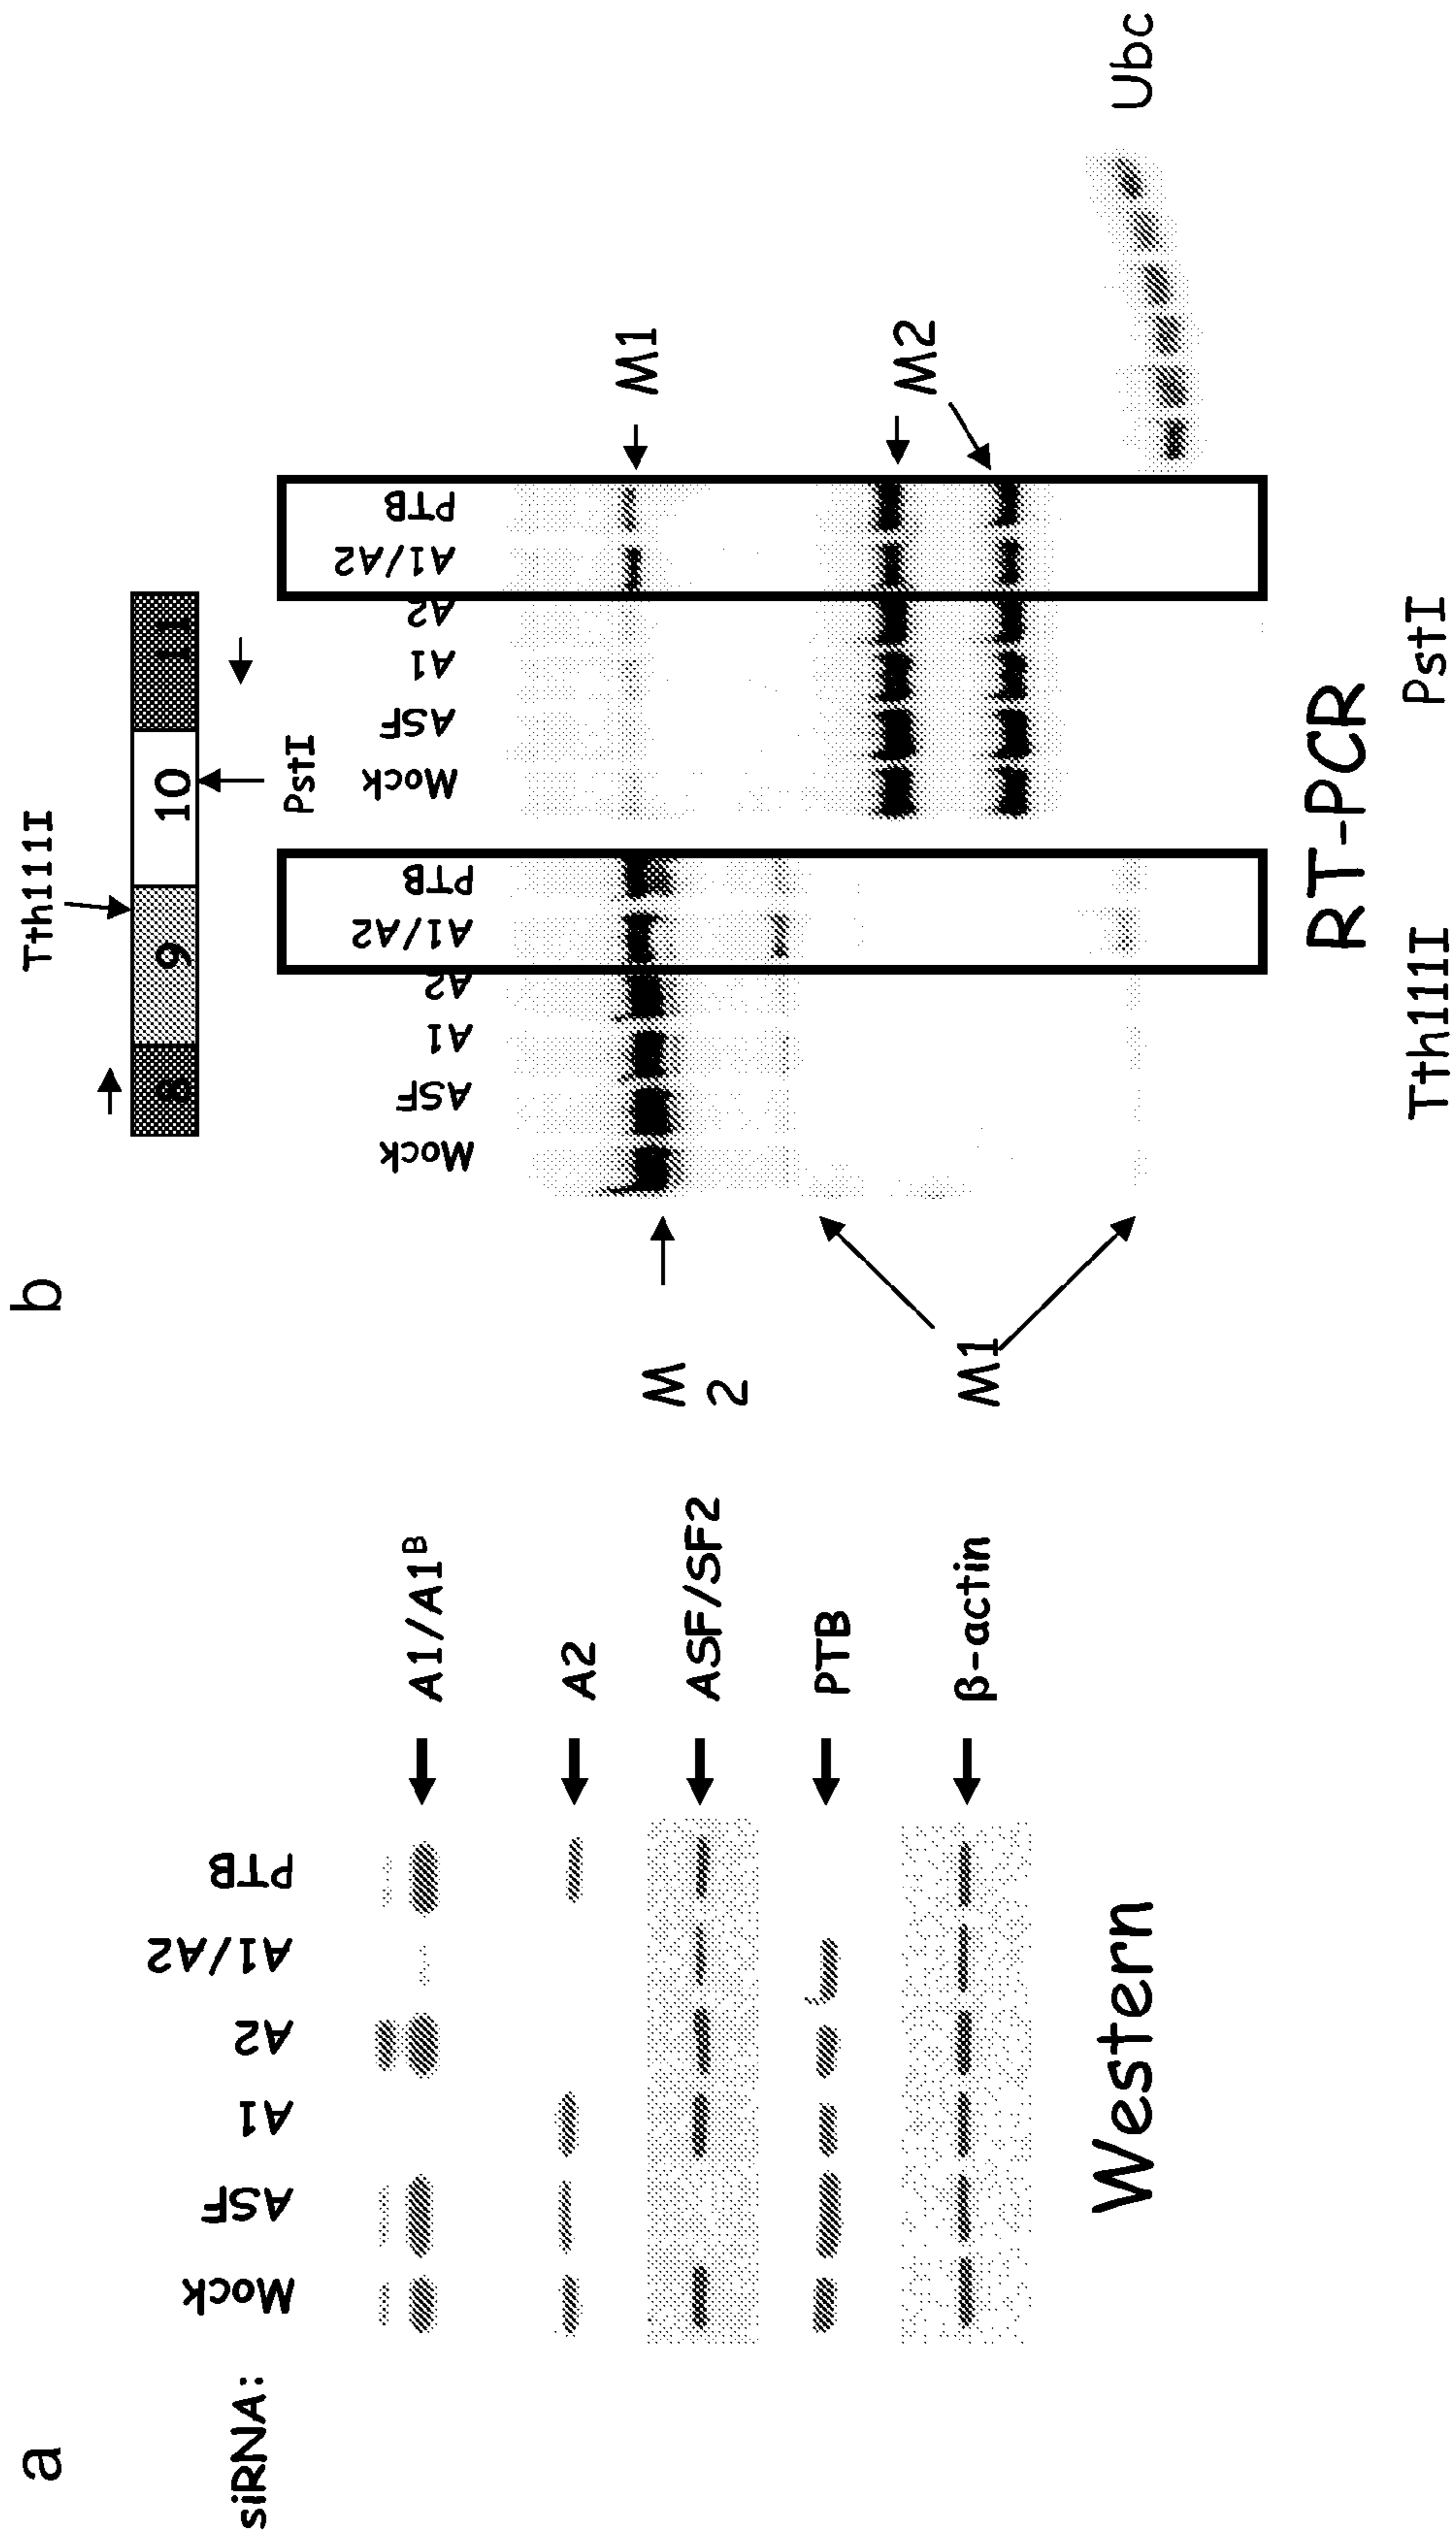 a
siRNA:
Mock
ASF
A1
A2
A1/A2
PTB
A1/A1B
A2
ASF/SF2
PTB
β-actin
Western
b
Tth111I
8
9
10
11
PstI
Mock
ASF
A1
A2
A1/A2
PTB
Mock
ASF
A1
A2
A1/A2
PTB
M
2
M1
M1
M2
Ubc
RT-PCR
Tth111I
PstI